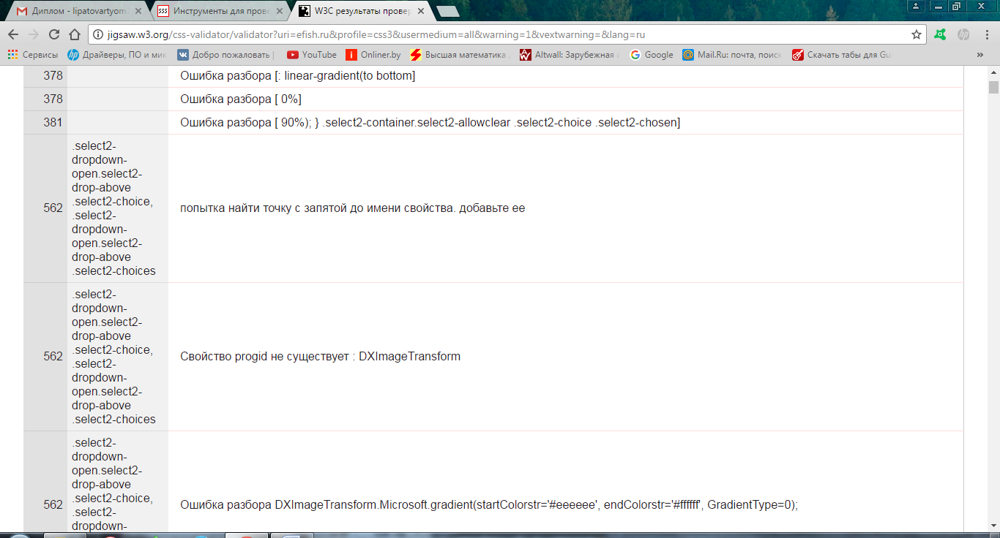 Диплом - lipatovartyom
Инструменты для прове
W3C результаты провер
jigsaw.w3.org/css-validator/validator?uri=efish.ru&profile=css3&usermedium=all&warning=1&vextwarning=&lang=ru
Сервисы
Драйверы, ПО и мик
Добро пожаловать |
YouTube
Onliner.by
Высшая математика
Altwall: Зарубежная
Google
Mail.Ru: почта, поиск
Скачать табы для Gu
»
378 Ошибка разбора [: linear-gradient(to bottom]
378 Ошибка разбора [ 0%]
381 Ошибка разбора [ 90%); } .select2-container.select2-allowclear .select2-choice .select2-chosen]
562
.select2-
dropdown-
open.select2-
drop-above
.select2-choice,
.select2-
dropdown-
open.select2-
drop-above
.select2-choices
попытка найти точку с запятой до имени свойства. добавьте ее
562
.select2-
dropdown-
open.select2-
drop-above
.select2-choice,
.select2-
dropdown-
open.select2-
drop-above
.select2-choices
Свойство progid не существует : DXImageTransform
562
.select2-
dropdown-
open.select2-
drop-above
.select2-choice,
.select2-
dropdown-
Ошибка разбора DXImageTransform.Microsoft.gradient(startColorstr='#eeeeee', endColorstr='#ffffff', GradientType=0);